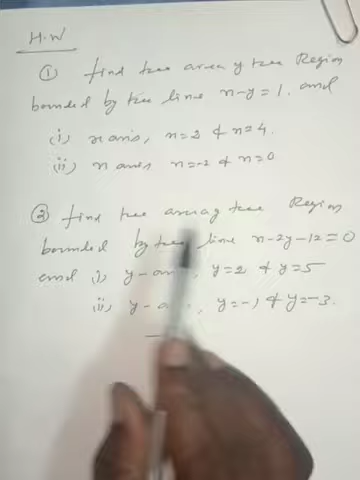 H.W
① find the area of the Region
bounded by the line x-y=1. and
(i) x axis, x=2 & x=4.
(ii) x axis x=-2 & x=0
② find the area of the Region
bounded by the line x-2y-12=0
and i) y-axis, y=2 & y=5
ii) y-axis, y=-1 & y=-3.